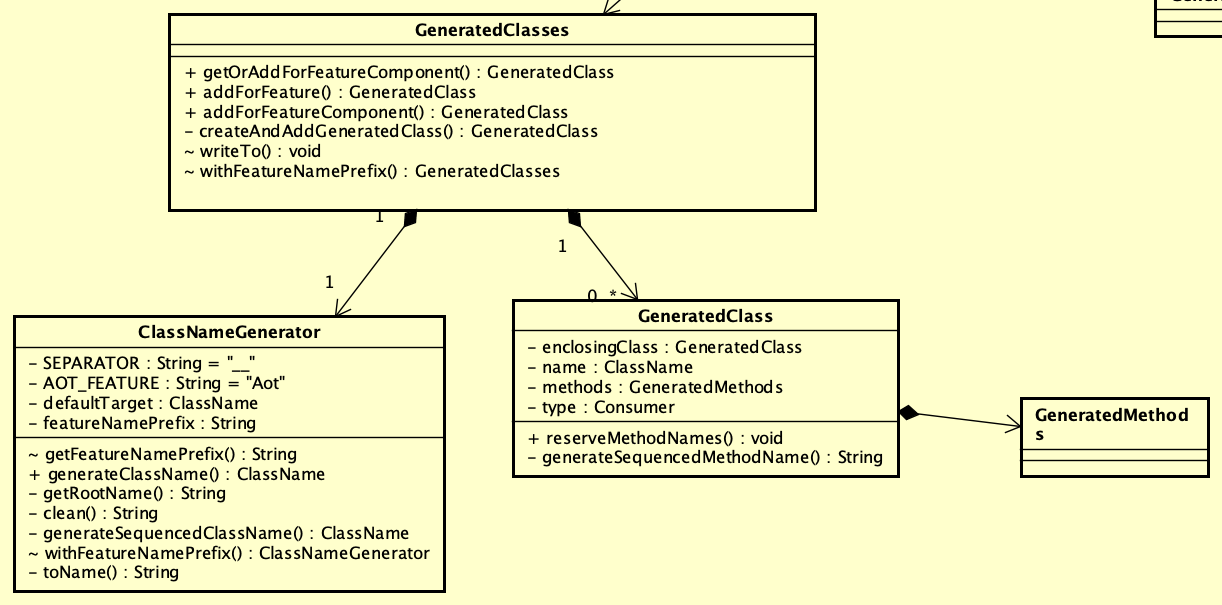 GeneratedClasses
+ getOrAddForFeatureComponent() : GeneratedClass
+ addForFeature() : GeneratedClass
+ addForFeatureComponent() : GeneratedClass
- createAndAddGeneratedClass() : GeneratedClass
~ writeTo() : void
~ withFeatureNamePrefix() : GeneratedClasses
1
1
1
0..*
ClassNameGenerator
- SEPARATOR : String = "__"
- AOT_FEATURE : String = "Aot"
- defaultTarget : ClassName
- featureNamePrefix : String
~ getFeatureNamePrefix() : String
+ generateClassName() : ClassName
- getRootName() : String
- clean() : String
- generateSequencedClassName() : ClassName
~ withFeatureNamePrefix() : ClassNameGenerator
- toName() : String
GeneratedClass
- enclosingClass : GeneratedClass
- name : ClassName
- methods : GeneratedMethods
- type : Consumer
+ reserveMethodNames() : void
- generateSequencedMethodName() : String
GeneratedMethod
s